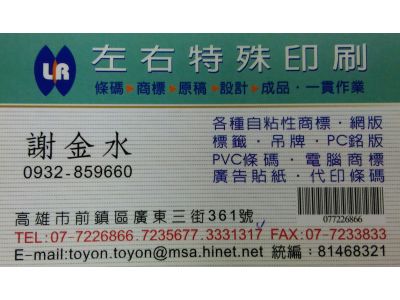 LR 左右特殊印刷
條碼▸商標▸原稿▸設計▸成品·一貫作業
謝金水
0932-859660
各種自粘性商標·網版
標籤·吊牌·PC銘版
PVC條碼·電腦商標
廣告貼紙·代印條碼
077226866
高雄市前鎮區廣東三街361號
TEL:07-7226866.7235677.3331317 FAX:07-7233833
E-mail:toyon.toyon@msa.hinet.net 統編:81468321